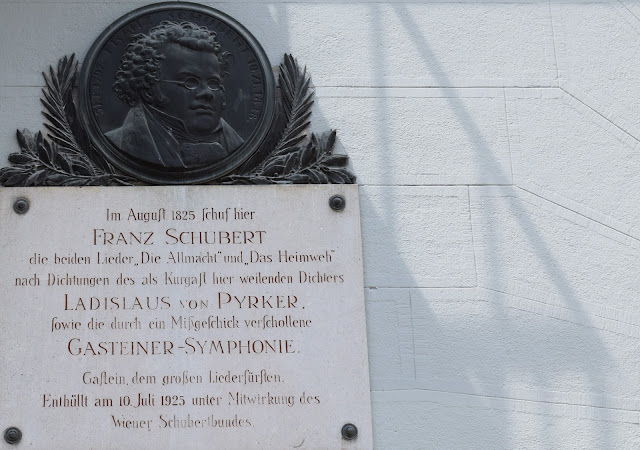 Im August 1825 ſchuf hier
FRANZ SCHUBERT
die beiden Lieder „Die Allmacht" und „Das Heimweh"
nach Dichtungen des als Kurgaſt hier weilenden Dichters
LADISLAUS VON PYRKER,
ſowie die durch ein Mißgeſchick verſchollene
GASTEINER-SYMPHONIE.
Gaſtein, dem großen Liederfürſten.
Enthüllt am 10. Juli 1925 unter Mitwirkung des
Wiener Schubertbundes.